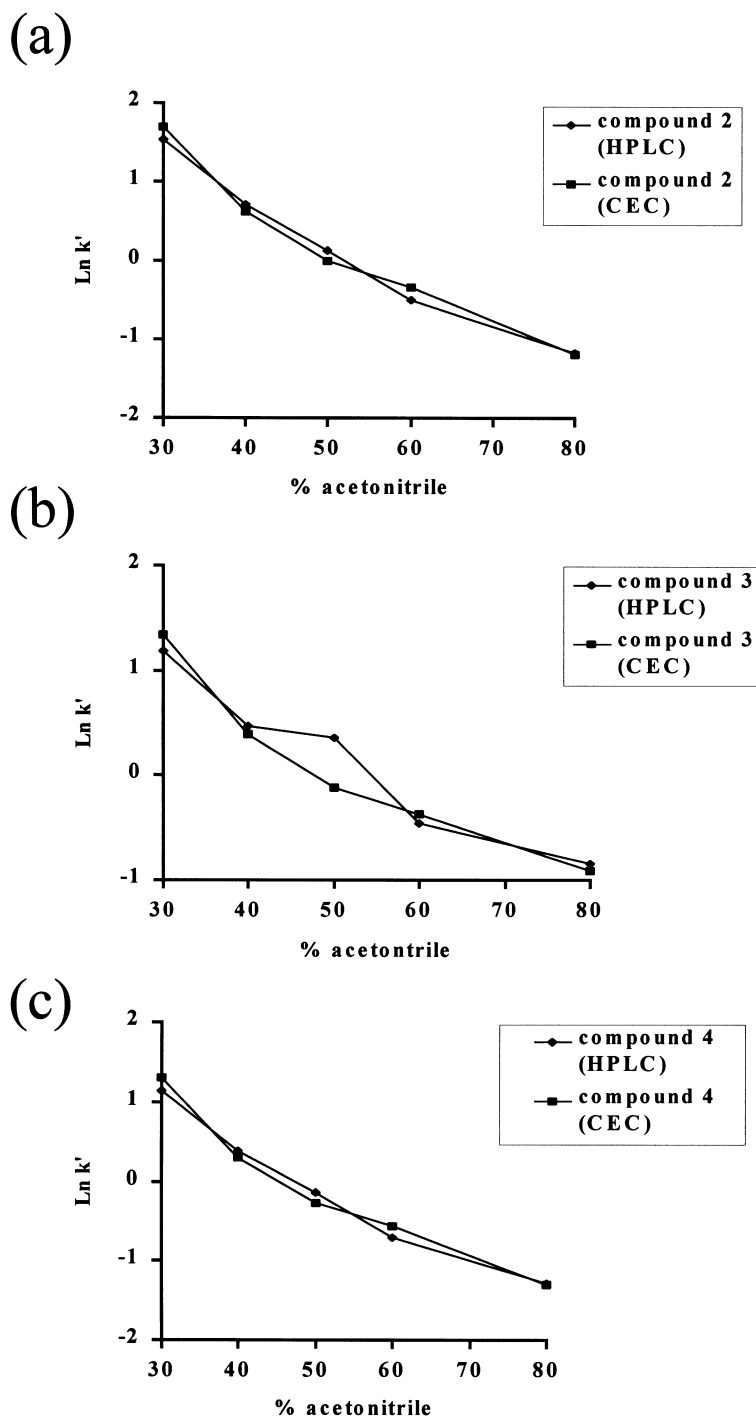 (a)
2
1
0
-1
-2
Ln k'
30 40 50 60 70 80
% acetonitrile
compound 2
(HPLC)
compound 2
(CEC)
(b)
2
1
0
-1
Ln k'
30 40 50 60 70 80
% acetontrile
compound 3
(HPLC)
compound 3
(CEC)
(c)
2
1
0
-1
-2
Ln k'
30 40 50 60 70 80
% acetonitrile
compound 4
(HPLC)
compound 4
(CEC)